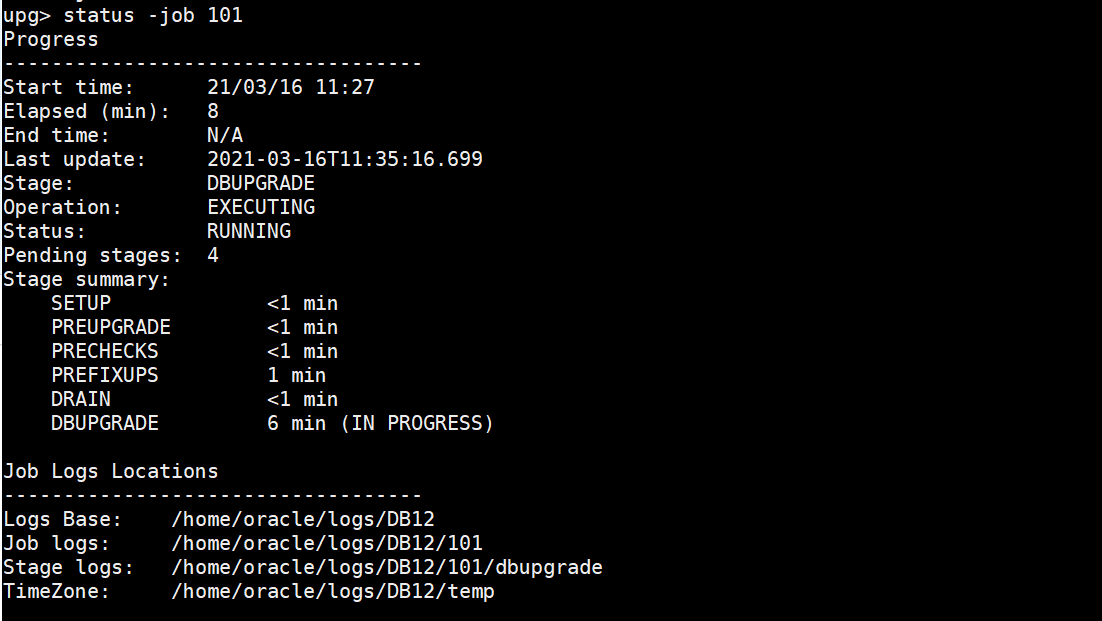 upg> status -job 101
Progress
-----------------------------------
Start time:      21/03/16 11:27
Elapsed (min):   8
End time:        N/A
Last update:     2021-03-16T11:35:16.699
Stage:           DBUPGRADE
Operation:       EXECUTING
Status:          RUNNING
Pending stages:  4
Stage summary:
    SETUP             <1 min
    PREUPGRADE        <1 min
    PRECHECKS         <1 min
    PREFIXUPS         1 min
    DRAIN             <1 min
    DBUPGRADE         6 min (IN PROGRESS)

Job Logs Locations
-----------------------------------
Logs Base:    /home/oracle/logs/DB12
Job logs:     /home/oracle/logs/DB12/101
Stage logs:   /home/oracle/logs/DB12/101/dbupgrade
TimeZone:     /home/oracle/logs/DB12/temp